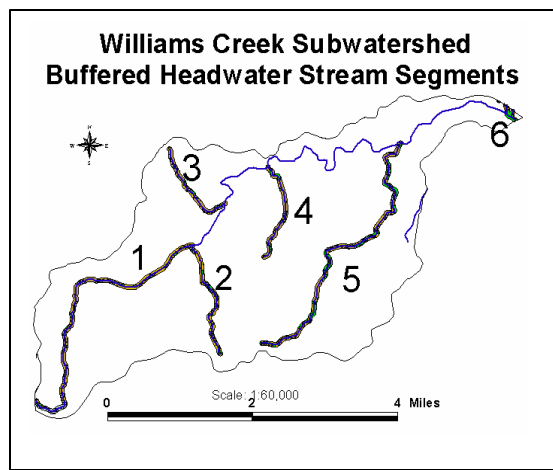 Williams Creek Subwatershed
Buffered Headwater Stream Segments
6
N
W E
S
3
4
1
2
5
Scale: 1:60,000
0 2 4 Miles